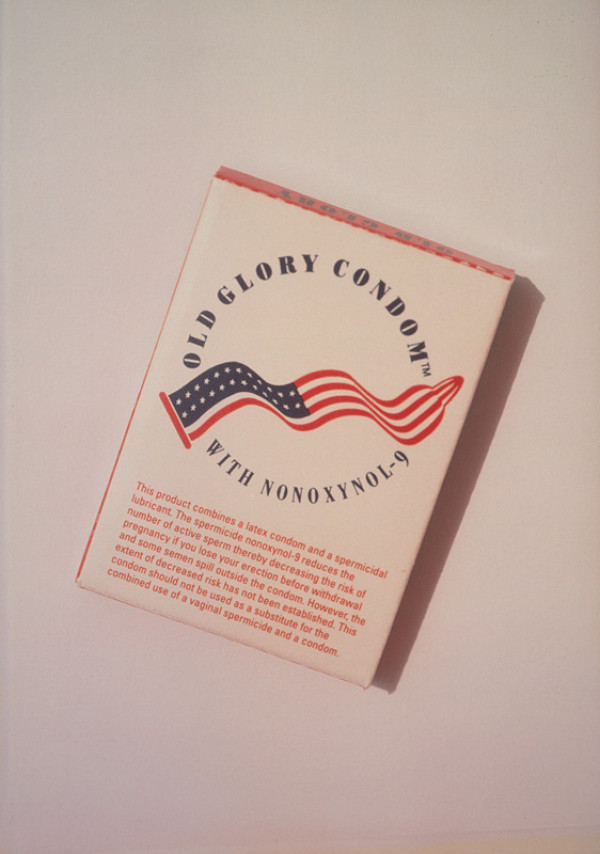 OLD GLORY CONDOM™
WITH NONOXYNOL-9
This product combines a latex condom and a spermicidal
lubricant. The spermicide nonoxynol-9 reduces the
number of active sperm thereby decreasing the risk of
pregnancy if you lose your erection before withdrawal
and some semen spill outside the condom. However, the
extent of decreased risk has not been established. This
condom should not be used as a substitute for the
combined use of a vaginal spermicide and a condom.